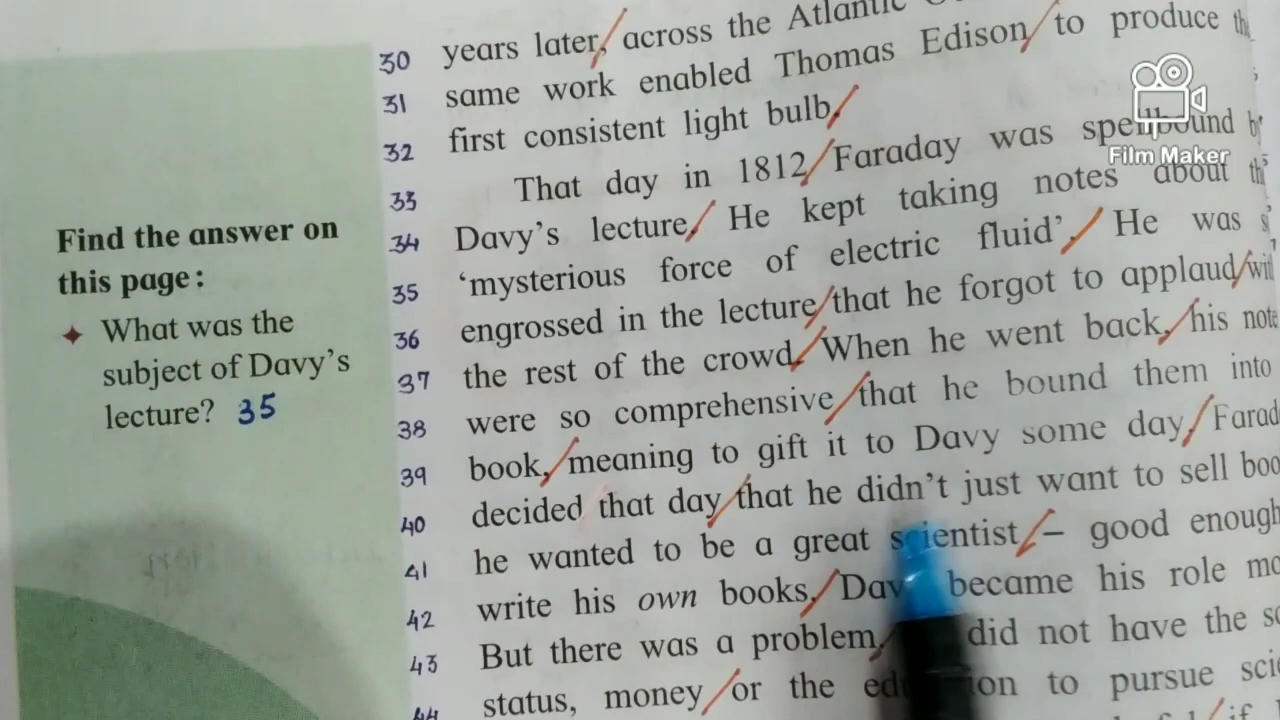 Find the answer on
this page:
✦ What was the
subject of Davy's
lecture? 35
30 years later, across the Atlantic
31 same work enabled Thomas Edison to produce
32 first consistent light bulb.
33 That day in 1812, Faraday was spellbound
34 Davy's lecture. He kept taking notes about
35 'mysterious force of electric fluid'. He was
36 engrossed in the lecture that he forgot to applaud
37 the rest of the crowd. When he went back, his
38 were so comprehensive that he bound them into
39 book, meaning to gift it to Davy some day.
40 decided that day that he didn't just want to sell
41 he wanted to be a great scientist – good enough
42 write his own books. became his role
43 But there was a problem. did not have the
44 status, money or the to pursue
Film Maker